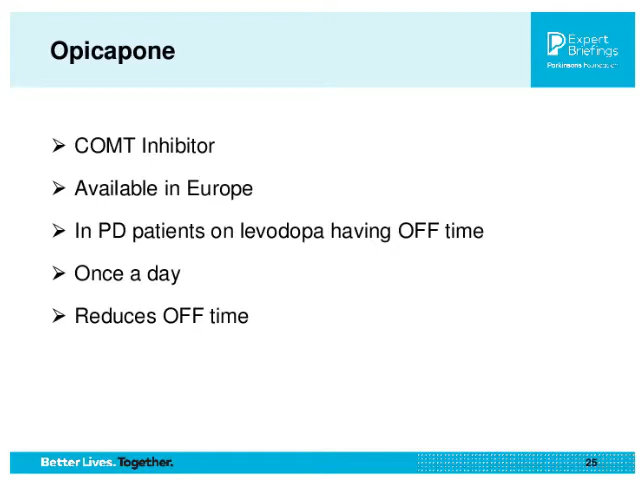 Opicapone
Expert
Briefings
Parkinson's Foundation
➢ COMT Inhibitor
➢ Available in Europe
➢ In PD patients on levodopa having OFF time
➢ Once a day
➢ Reduces OFF time
Better Lives. Together.
25